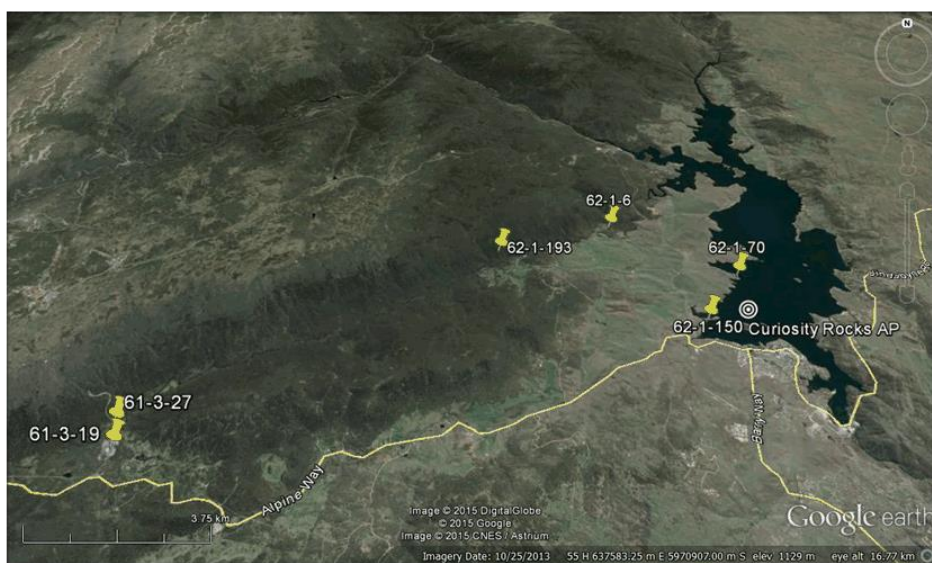 N
62-1-6
62-1-193
62-1-70
62-1-150
Curiosity Rocks AP
61-3-27
61-3-19
Alpine Way
Barry Way
3.75 km
Image © 2015 DigitalGlobe
© 2015 Google
Image © 2015 CNES / Astrium
Google earth
Imagery Date: 10/25/2013 55 H 637583.25 m E 5970907.00 m S elev 1129 m eye alt 16.77 km